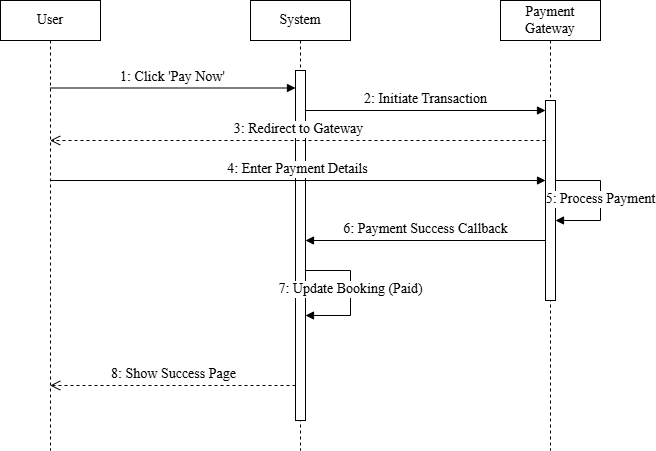 User
System
Payment
Gateway
1: Click 'Pay Now'
2: Initiate Transaction
3: Redirect to Gateway
4: Enter Payment Details
5: Process Payment
6: Payment Success Callback
7: Update Booking (Paid)
8: Show Success Page